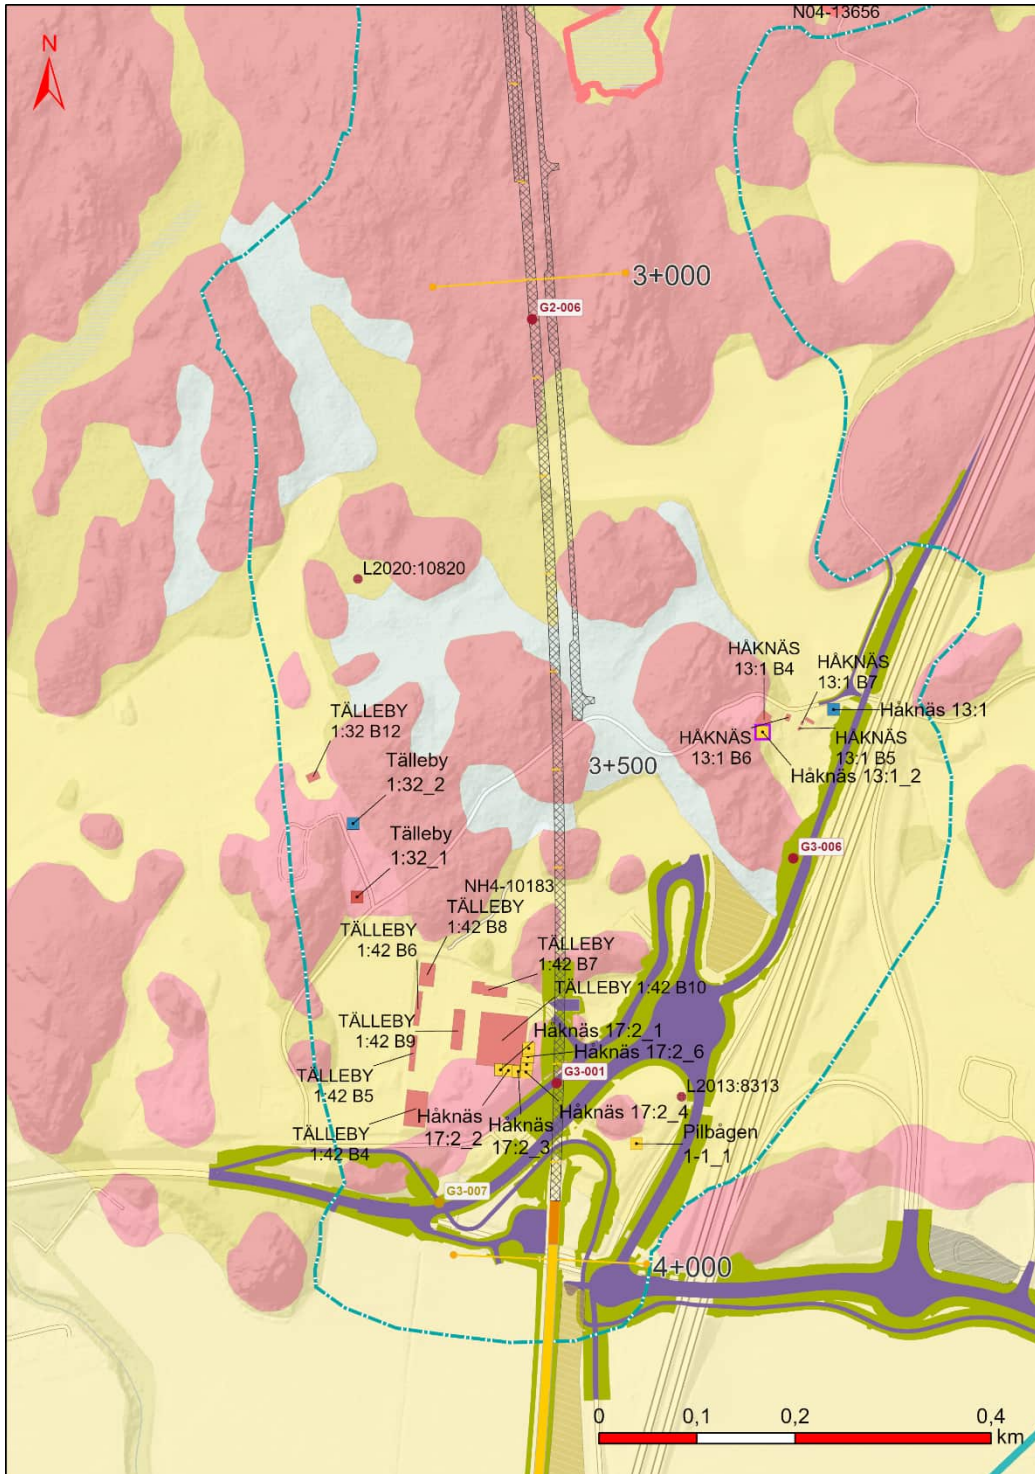 N04-13656
N
3+000
G2-006
L2020:10820
HÅKNÄS
13:1 B4
HÅKNÄS
13:1 B7
TÄLLEBY
1:32 B12
Håknäs 13:1
HÅKNÄS
13:1 B6
HÅKNÄS
13:1 B5
Tälleby
1:32_2
3+500
Håknäs 13:1_2
Tälleby
1:32_1
G3-006
NH4-10183
TÄLLEBY
1:42 B8
TÄLLEBY
1:42 B6
TÄLLEBY
1:42 B7
TÄLLEBY 1:42 B10
TÄLLEBY
1:42 B9
Håknäs 17:2_1
Håknäs 17:2_6
TÄLLEBY
1:42 B5
G3-001
L2013:8313
Håknäs
17:2_2
Håknäs 17:2_4
Håknäs
17:2_3
TÄLLEBY
1:42 B4
Pilbågen
1-1_1
G3-007
4+000
0 0,1 0,2 0,4
km